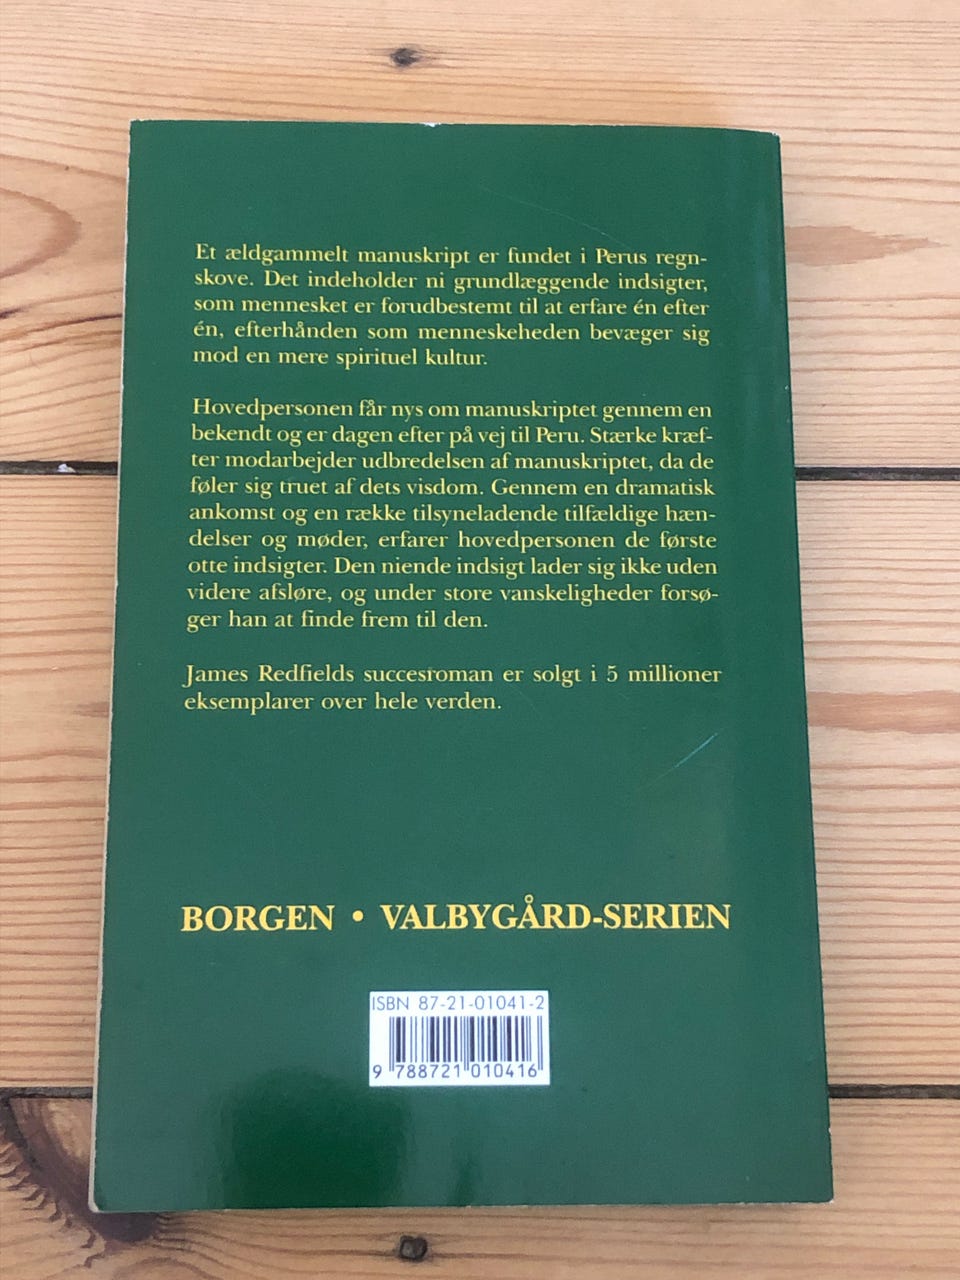 Et ældgammelt manuskript er fundet i Perus regn-
skove. Det indeholder ni grundlæggende indsigter,
som mennesket er forudbestemt til at erfare én efter
én, efterhånden som menneskeheden bevæger sig
mod en mere spirituel kultur.
Hovedpersonen får nys om manuskriptet gennem en
bekendt og er dagen efter på vej til Peru. Stærke kræf-
ter modarbejder udbredelsen af manuskriptet, da de
føler sig truet af dets visdom. Gennem en dramatisk
ankomst og en række tilsyneladende tilfældige hæn-
delser og møder, erfarer hovedpersonen de første
otte indsigter. Den niende indsigt lader sig ikke uden
videre afsløre, og under store vanskeligheder forsø-
ger han at finde frem til den.
James Redfields succesroman er solgt i 5 millioner
eksemplarer over hele verden.
BORGEN • VALBYGÅRD-SERIEN
ISBN 87-21-01041-2
9 788721 010416